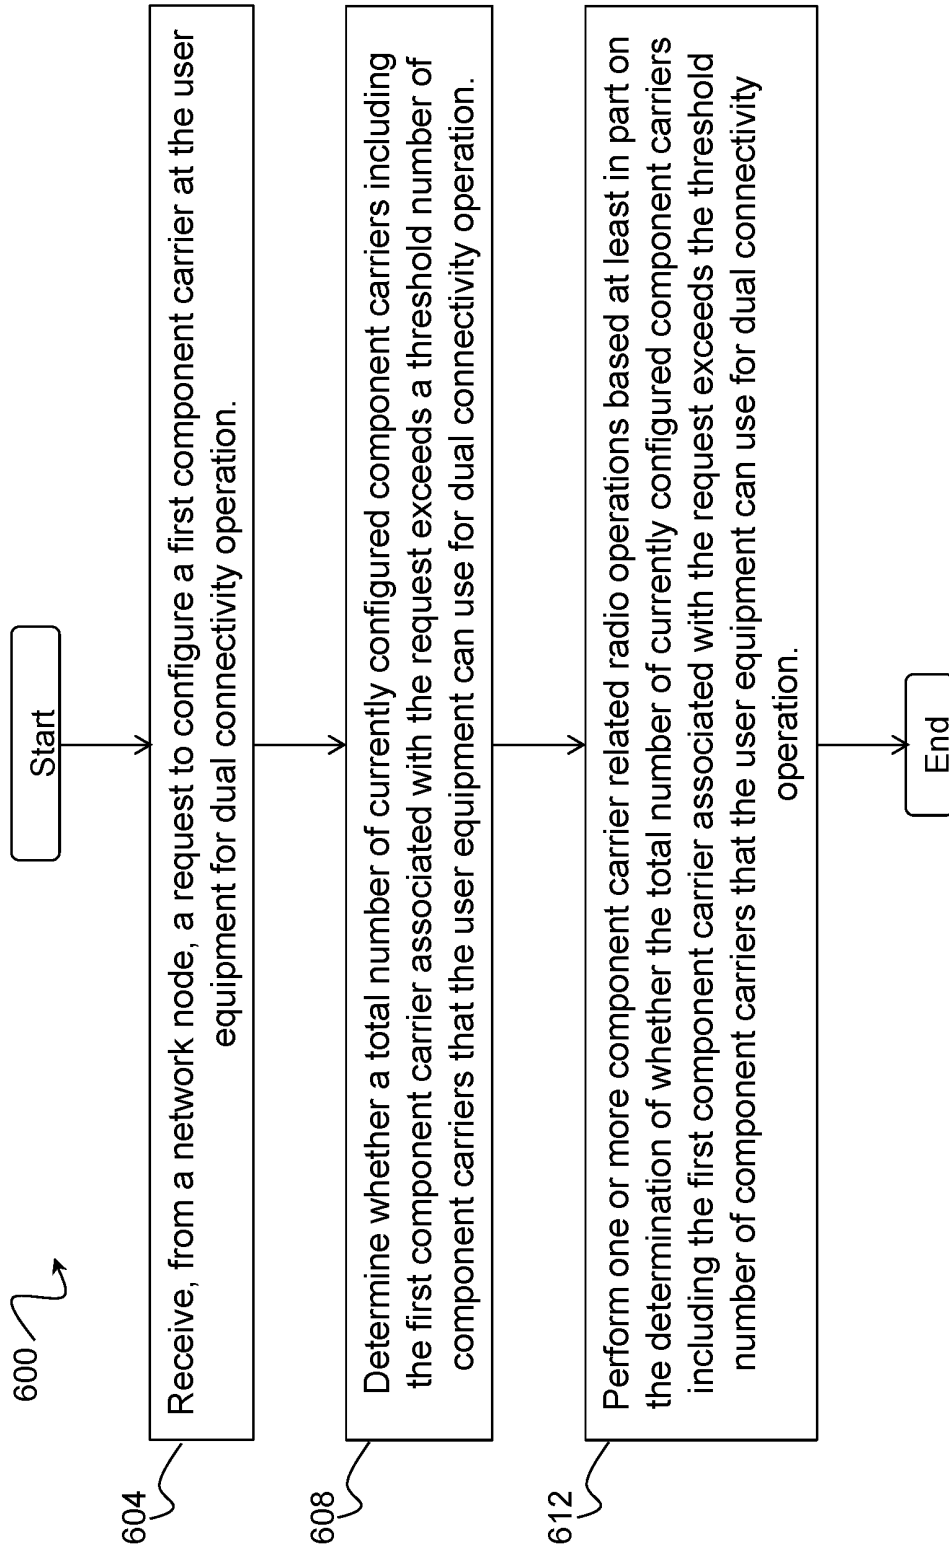 600
Start
604
Receive, from a network node, a request to configure a first component carrier at the user
equipment for dual connectivity operation.
608
Determine whether a total number of currently configured component carriers including
the first component carrier associated with the request exceeds a threshold number of
component carriers that the user equipment can use for dual connectivity operation.
612
Perform one or more component carrier related radio operations based at least in part on
the determination of whether the total number of currently configured component carriers
including the first component carrier associated with the request exceeds the threshold
number of component carriers that the user equipment can use for dual connectivity
operation.
End